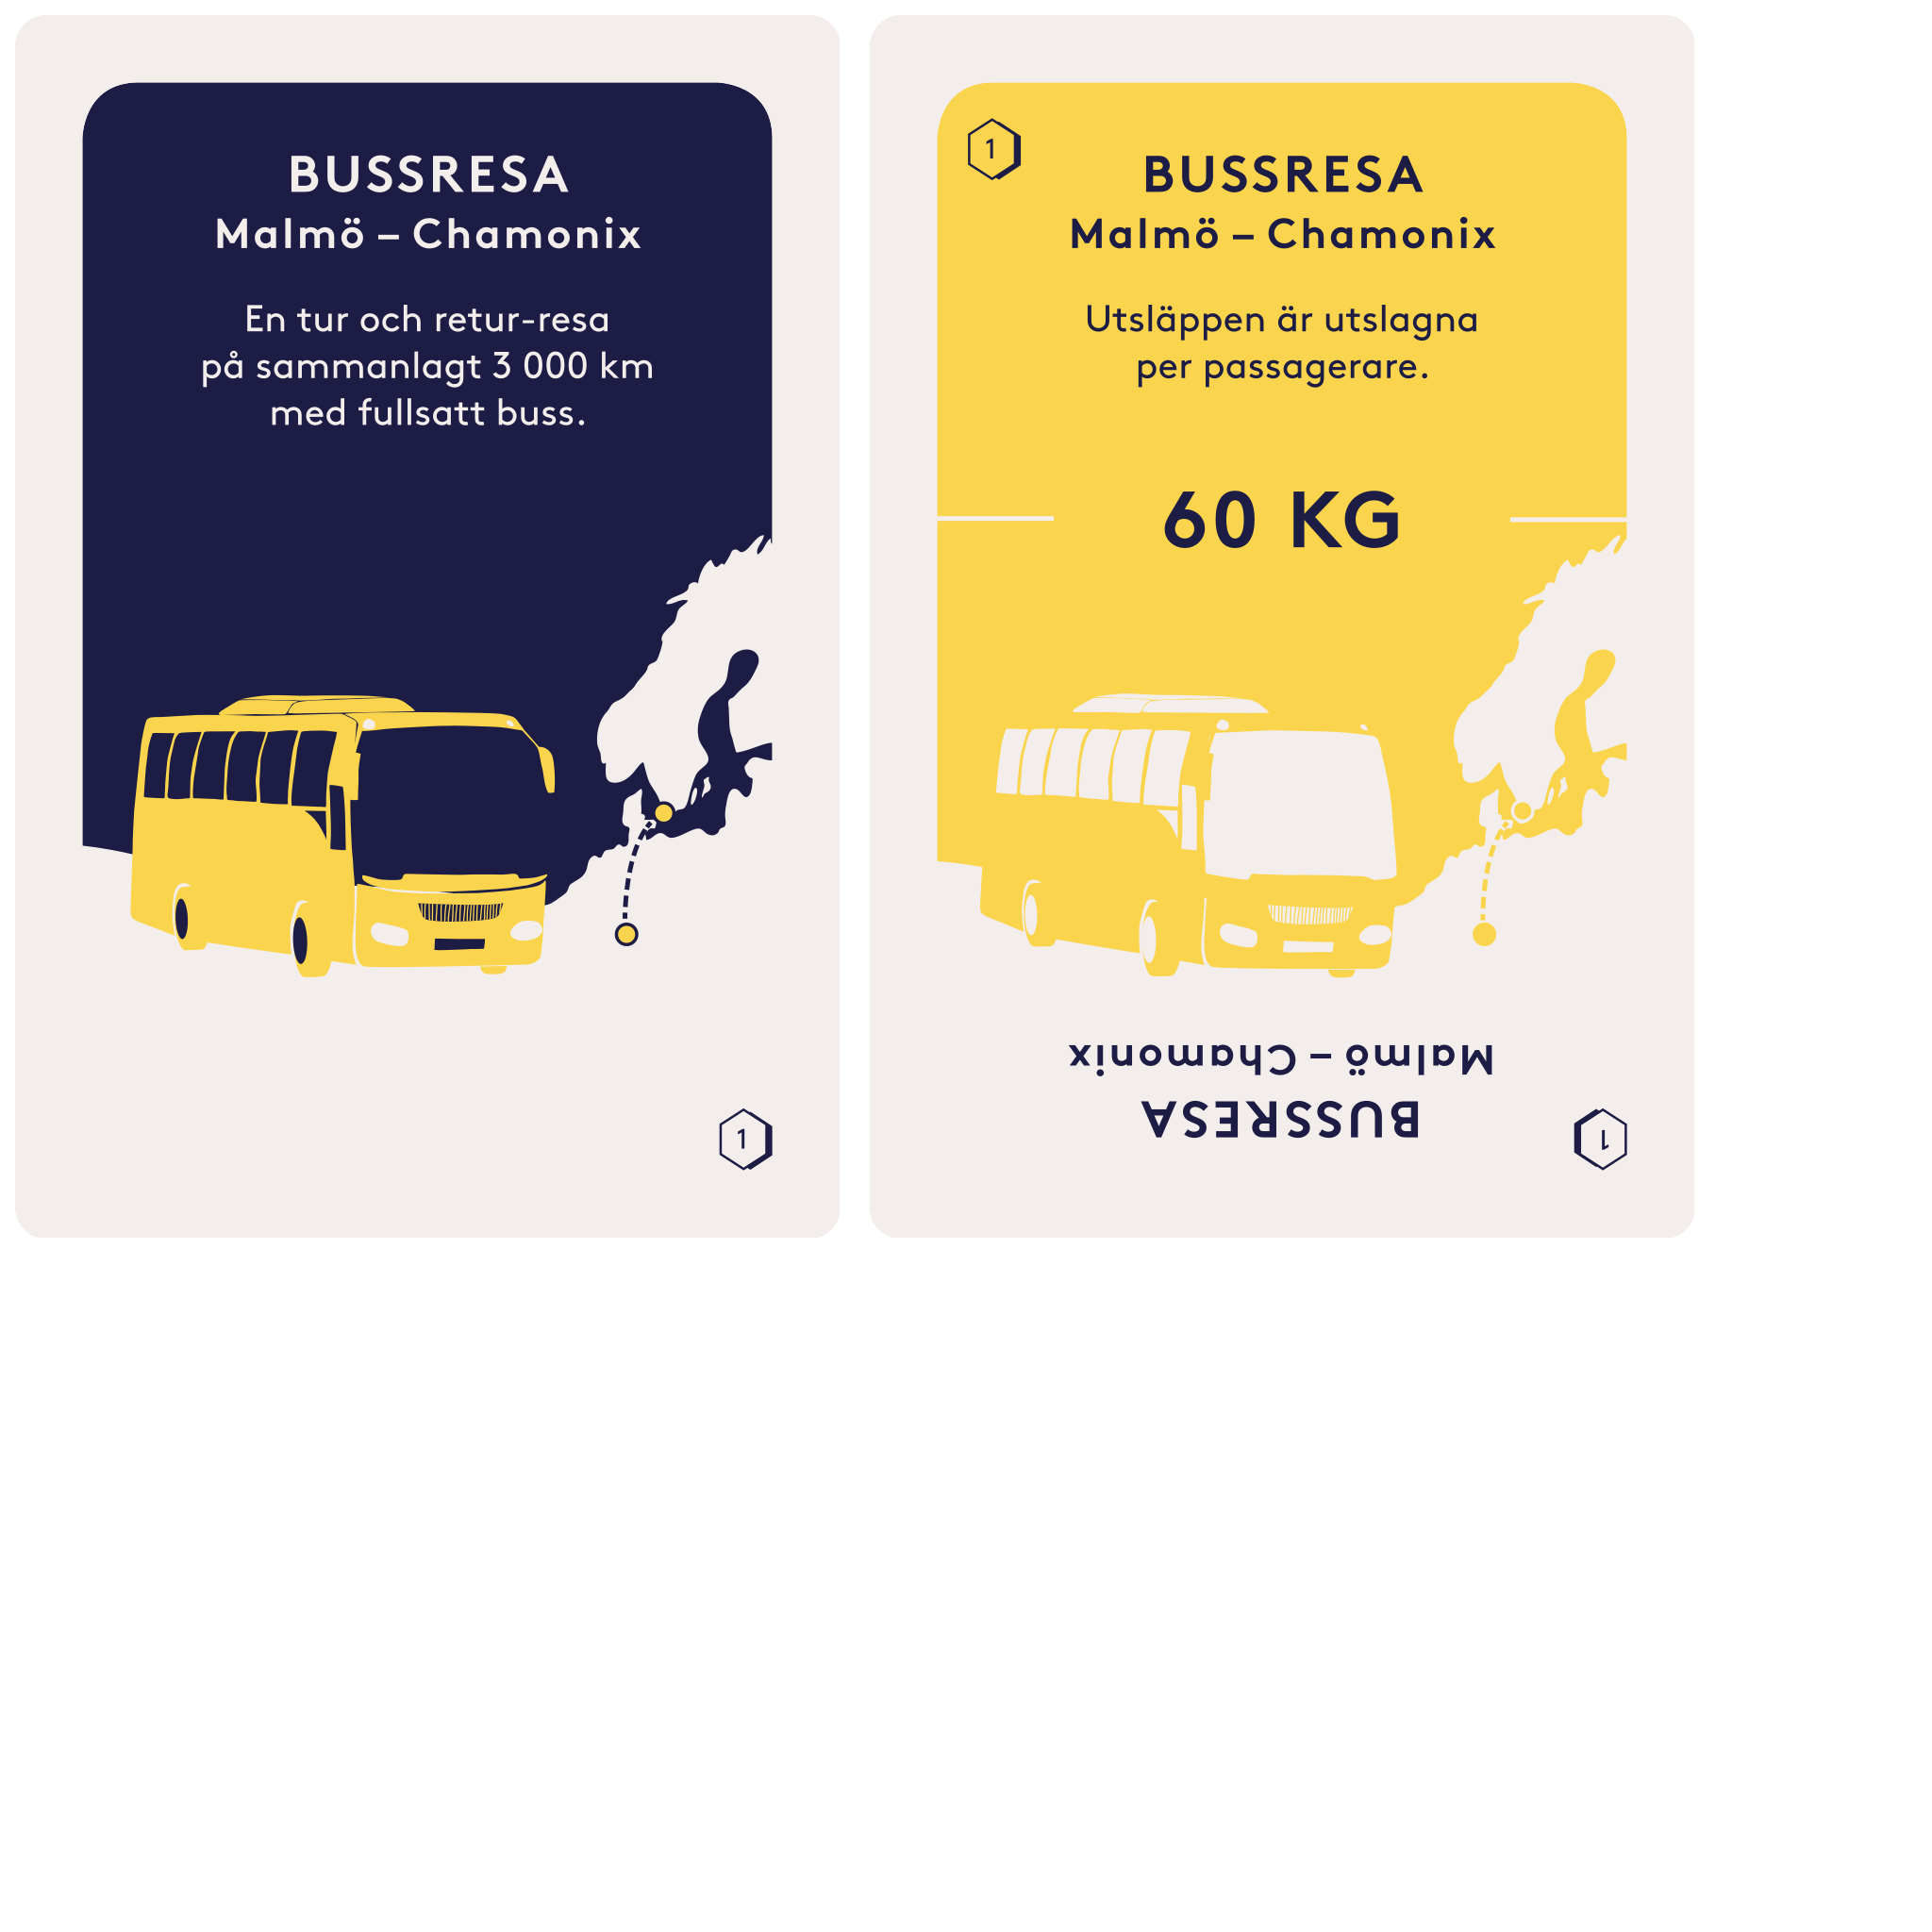 BUSSRESA
Malmö – Chamonix
En tur och retur-resa
på sammanlagt 3 000 km
med fullsatt buss.
1
1
BUSSRESA
Malmö – Chamonix
Utsläppen är utslagna
per passagerare.
60 KG
Malmö – Chamonix
BUSSRESA
1